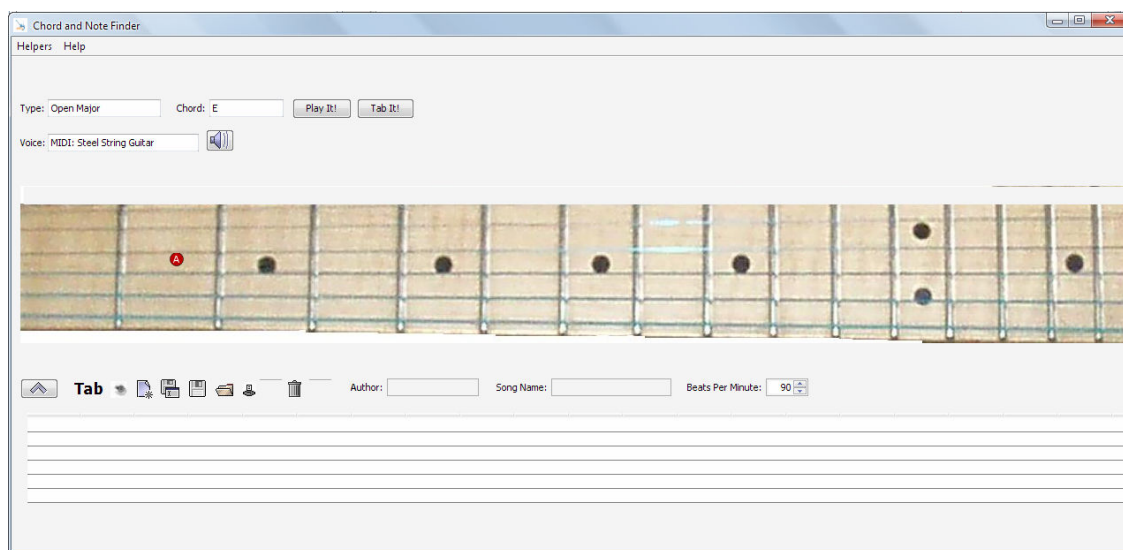 Chord and Note Finder
Helpers Help
Type: Open Major Chord: E Play It! Tab It!
Voice: MIDI: Steel String Guitar
A
Tab Author: Song Name: Beats Per Minute: 90